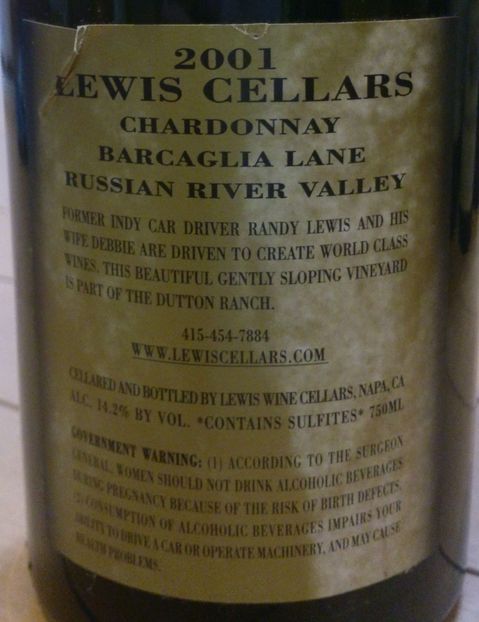 2001
LEWIS CELLARS
CHARDONNAY
BARCAGLIA LANE
RUSSIAN RIVER VALLEY
FORMER INDY CAR DRIVER RANDY LEWIS AND HIS
WIFE DEBBIE ARE DRIVEN TO CREATE WORLD CLASS
WINES. THIS BEAUTIFUL GENTLY SLOPING VINEYARD
IS PART OF THE DUTTON RANCH.
415-454-7884
WWW.LEWISCELLARS.COM
CELLARED AND BOTTLED BY LEWIS WINE CELLARS, NAPA, CA
ALC. 14.2% BY VOL. *CONTAINS SULFITES* 750ML
GOVERNMENT WARNING: (1) ACCORDING TO THE SURGEON
GENERAL, WOMEN SHOULD NOT DRINK ALCOHOLIC BEVERAGES
DURING PREGNANCY BECAUSE OF THE RISK OF BIRTH DEFECTS.
(2) CONSUMPTION OF ALCOHOLIC BEVERAGES IMPAIRS YOUR
ABILITY TO DRIVE A CAR OR OPERATE MACHINERY, AND MAY CAUSE
HEALTH PROBLEMS.